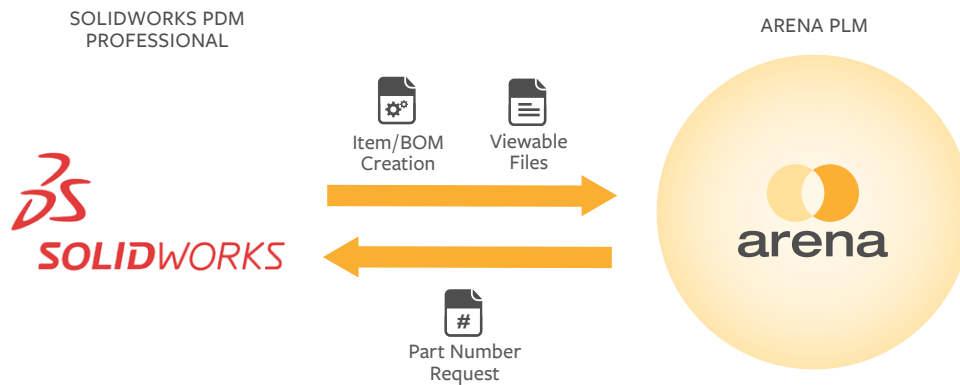 SOLIDWORKS PDM
PROFESSIONAL
ARENA PLM
Item/BOM
Creation
Viewable
Files
SOLIDWORKS
arena
#
Part Number
Request